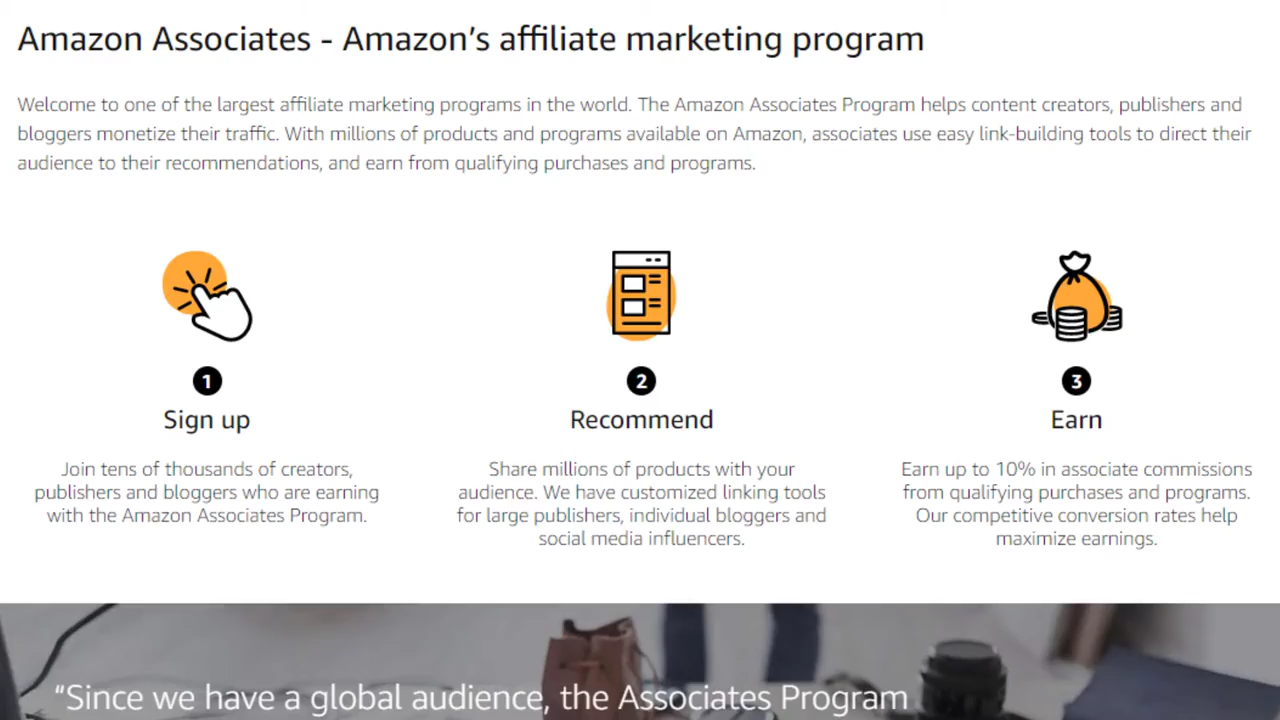 Amazon Associates - Amazon’s affiliate marketing program
Welcome to one of the largest affiliate marketing programs in the world. The Amazon Associates Program helps content creators, publishers and
bloggers monetize their traffic. With millions of products and programs available on Amazon, associates use easy link-building tools to direct their
audience to their recommendations, and earn from qualifying purchases and programs.
1
Sign up
Join tens of thousands of creators,
publishers and bloggers who are earning
with the Amazon Associates Program.
2
Recommend
Share millions of products with your
audience. We have customized linking tools
for large publishers, individual bloggers and
social media influencers.
3
Earn
Earn up to 10% in associate commissions
from qualifying purchases and programs.
Our competitive conversion rates help
maximize earnings.
“Since we have a global audience, the Associates Program